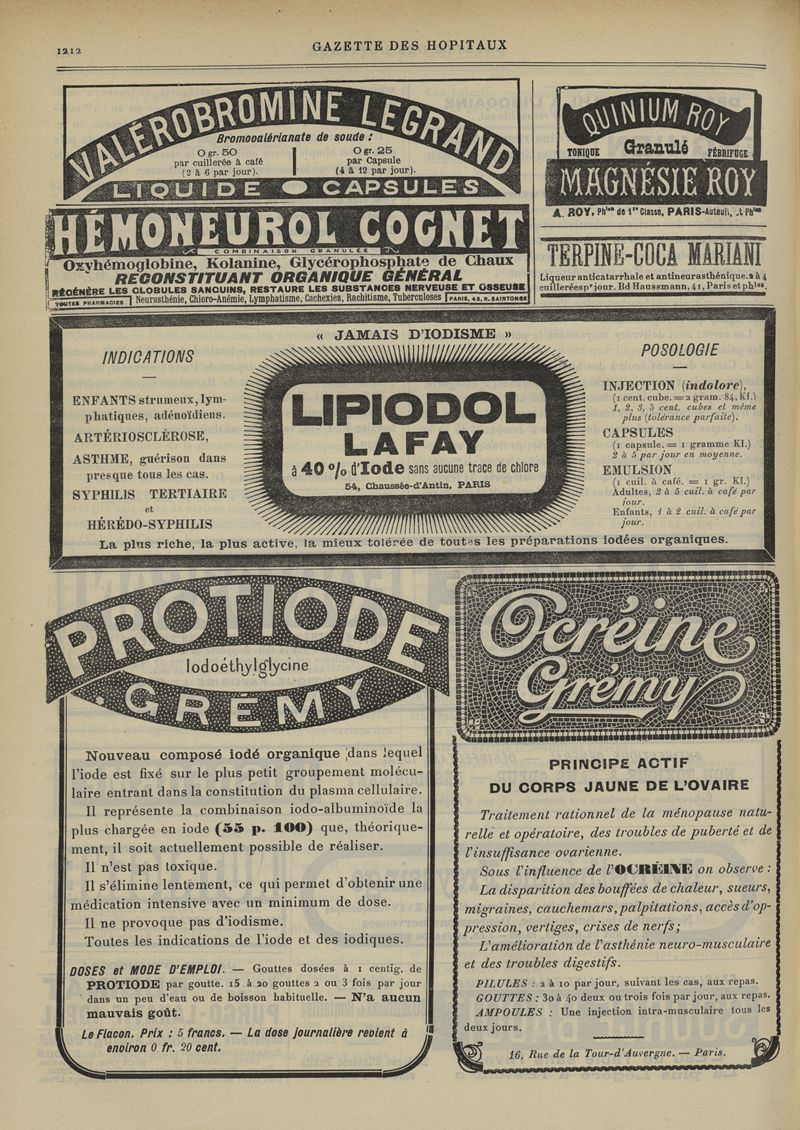 1212
GAZETTE DES HOPITAUX
VALÉROBROMINE LEGRAND
Bromovalérianate de soude :
0 gr. 50
par cuillerée à café
(2 à 6 par jour).
0 gr. 25
par Capsule
(4 à 12 par jour).
LIQUIDE CAPSULES
HÉMONEUROL COGNET
COMBINAISON GRANULÉE
Oxyhémoglobine, Kolanine, Glycérophosphate de Chaux
RECONSTITUANT ORGANIQUE GÉNÉRAL
RÉGÉNÈRE LES GLOBULES SANGUINS, RESTAURE LES SUBSTANCES NERVEUSE ET OSSEUSE
TOUTES PHARMACIES
Neurasthénie, Chloro-Anémie, Lymphatisme, Cachexies, Rachitisme, Tuberculoses
PARIS, 43, R. SAINTONGE
QUINIUM ROY
TONIQUE Granulé FÉBRIFUGE
MAGNÉSIE ROY
A. ROY, Phien de 1re Classe, PARIS-Auteuil, et Phies
TERPINE-COCA MARIANI
Liqueur anticatarrhale et antineurasthénique. 2 à 4
cuilleréespr jour. Bd Haussmann, 41, Paris et phies.
« JAMAIS D'IODISME »
INDICATIONS
ENFANTS strumeux, lym-
phatiques, adénoïdiens.
ARTÉRIOSCLÉROSE,
ASTHME, guérison dans
presque tous les cas.
SYPHILIS TERTIAIRE
et
HÉRÉDO-SYPHILIS
LIPIODOL
LAFAY
à 40 % d'Iode sans aucune trace de chlore
54, Chaussée-d'Antin, PARIS
POSOLOGIE
INJECTION (indolore),
(1 cent. cube. = 2 gram. 84, KI.)
1, 2, 3, 5 cent. cubes et même
plus (tolérance parfaite).
CAPSULES
(1 capsule. = 1 gramme KI.)
2 à 5 par jour en moyenne.
EMULSION
(1 cuil. à café. = 1 gr. KI.)
Adultes, 2 à 5 cuil. à café par
jour.
Enfants, 1 à 2 cuil. à café par
jour.
La plus riche, la plus active, la mieux tolérée de toutes les préparations iodées organiques.
PROTIODE
Iodoéthylglycine
GRÉMY
Nouveau composé iodé organique dans lequel
l'iode est fixé sur le plus petit groupement molécu-
laire entrant dans la constitution du plasma cellulaire.
Il représente la combinaison iodo-albuminoïde la
plus chargée en iode (55 p. 100) que, théorique-
ment, il soit actuellement possible de réaliser.
Il n'est pas toxique.
Il s'élimine lentement, ce qui permet d'obtenir une
médication intensive avec un minimum de dose.
Il ne provoque pas d'iodisme.
Toutes les indications de l'iode et des iodiques.
DOSES et MODE D'EMPLOI. — Gouttes dosées à 1 centig. de
PROTIODE par goutte. 15 à 20 gouttes 2 ou 3 fois par jour
dans un peu d'eau ou de boisson habituelle. — N'a aucun
mauvais goût.
Le Flacon. Prix : 5 francs. — La dose journalière revient à
environ 0 fr. 20 cent.
Ocréine
Grémy
PRINCIPE ACTIF
DU CORPS JAUNE DE L'OVAIRE
Traitement rationnel de la ménopause natu-
relle et opératoire, des troubles de puberté et de
l'insuffisance ovarienne.
Sous l'influence de l'OCRÉINE on observe :
La disparition des bouffées de chaleur, sueurs,
migraines, cauchemars, palpitations, accès d'op-
pression, vertiges, crises de nerfs ;
L'amélioration de l'asthénie neuro-musculaire
et des troubles digestifs.
PILULES : 2 à 10 par jour, suivant les cas, aux repas.
GOUTTES : 30 à 40 deux ou trois fois par jour, aux repas.
AMPOULES : Une injection intra-musculaire tous les
deux jours.
16, Rue de la Tour-d'Auvergne. — Paris.